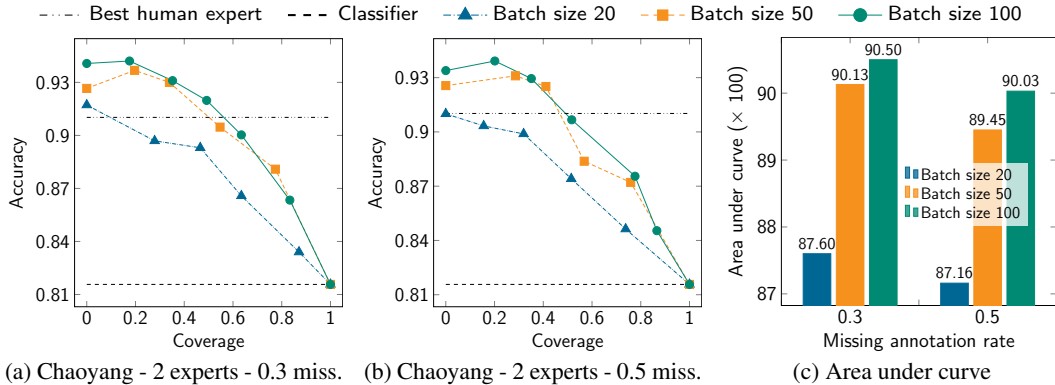 Best human expert Classifier Batch size 20 Batch size 50 Batch size 100
Accuracy
0.93
0.9
0.87
0.84
0.81
0 0.2 0.4 0.6 0.8 1
Coverage
(a) Chaoyang - 2 experts - 0.3 miss.
Accuracy
0.93
0.9
0.87
0.84
0.81
0 0.2 0.4 0.6 0.8 1
Coverage
(b) Chaoyang - 2 experts - 0.5 miss.
Area under curve (× 100)
90
89
88
87
87.60
90.13
90.50
87.16
89.45
90.03
Batch size 20
Batch size 50
Batch size 100
0.3 0.5
Missing annotation rate
(c) Area under curve